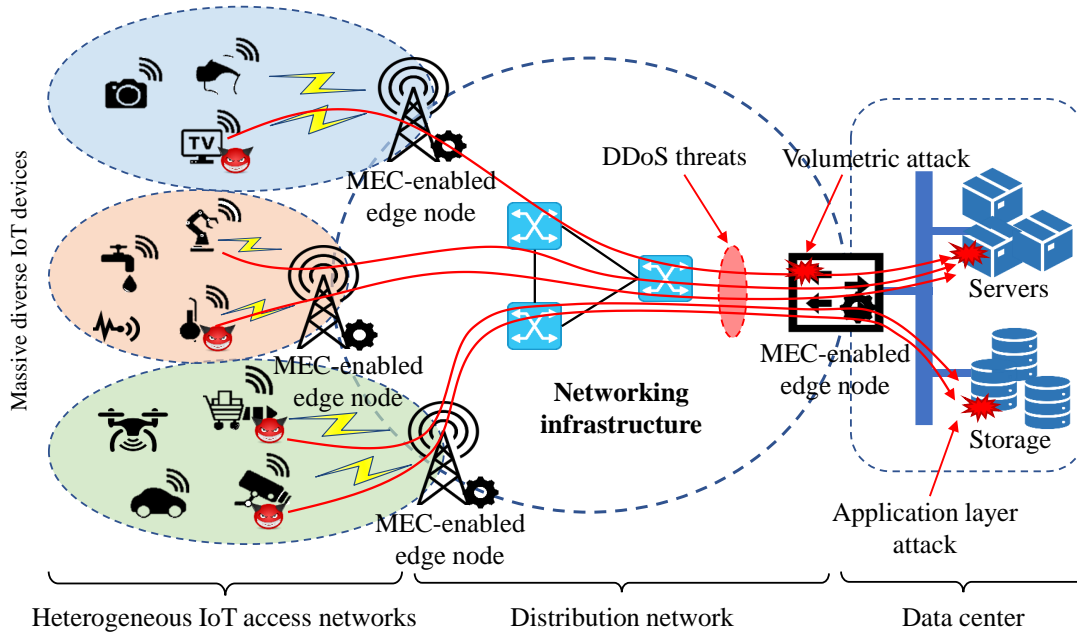 Massive diverse IoT devices
TV
MEC-enabled
edge node
MEC-enabled
edge node
MEC-enabled
edge node
DDoS threats
Volumetric attack
Networking
infrastructure
MEC-enabled
edge node
Servers
Storage
Application layer
attack
Heterogeneous IoT access networks
Distribution network
Data center